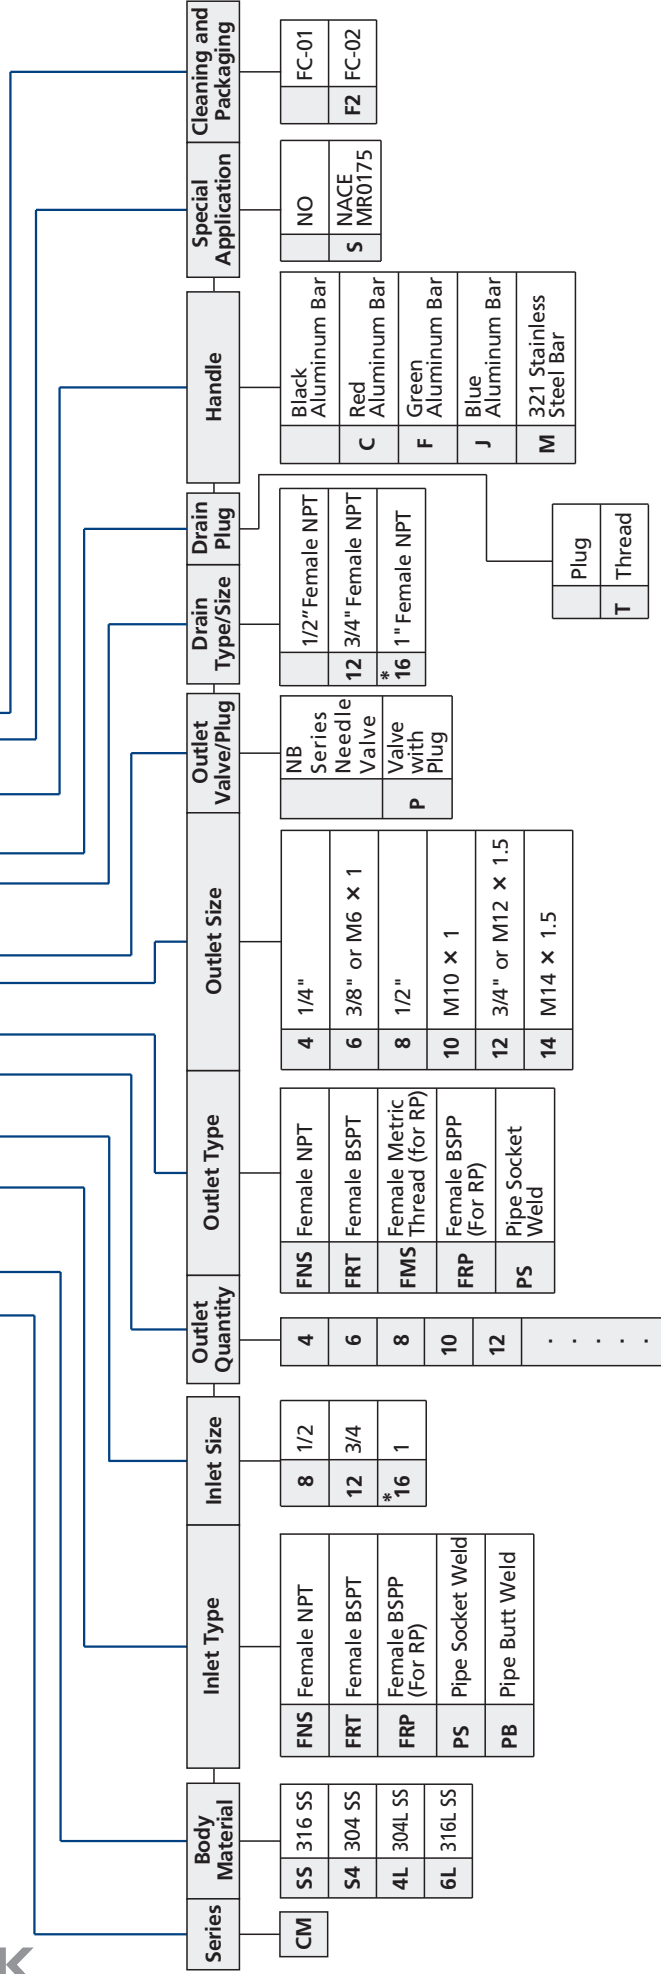 K
Series
CM
Body
Material
SS 316 SS
S4 304 SS
4L 304L SS
6L 316L SS
Inlet Type
FNS Female NPT
FRT Female BSPT
FRP Female BSPP
(For RP)
PS Pipe Socket Weld
PB Pipe Butt Weld
Inlet Size
8 1/2
12 3/4
*16 1
Outlet
Quantity
4
6
8
10
12
. . . . .
Outlet Type
FNS Female NPT
FRT Female BSPT
FMS Female Metric
Thread (for RP)
FRP Female BSPP
(For RP)
PS Pipe Socket
Weld
Outlet Size
4 1/4"
6 3/8" or M6 × 1
8 1/2"
10 M10 × 1
12 3/4" or M12 × 1.5
14 M14 × 1.5
Outlet
Valve/Plug
NB
Series
Needle
Valve
P Valve
with
Plug
Drain
Type/Size
1/2" Female NPT
12 3/4" Female NPT
*16 1" Female NPT
Drain
Plug
Plug
T Thread
Handle
Black
Aluminum Bar
C Red
Aluminum Bar
F Green
Aluminum Bar
J Blue
Aluminum Bar
M 321 Stainless
Steel Bar
Special
Application
NO
S NACE
MR0175
Cleaning and
Packaging
FC-01
F2 FC-02